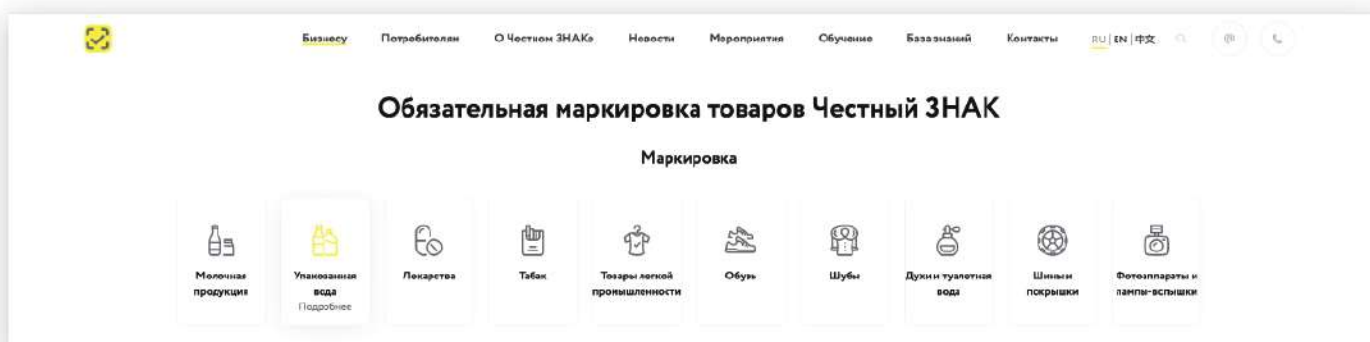 Бизнесу Потребителям О Честном ЗНАКе Новости Мероприятия Обучение База знаний Контакты RU | EN | 中文
Обязательная маркировка товаров Честный ЗНАК
Маркировка
Молочная продукция
Упакованная вода
Подробнее
Лекарства
Табак
Товары легкой промышленности
Обувь
Шубы
Духи и туалетная вода
Шины и покрышки
Фотоаппараты и лампы-вспышки